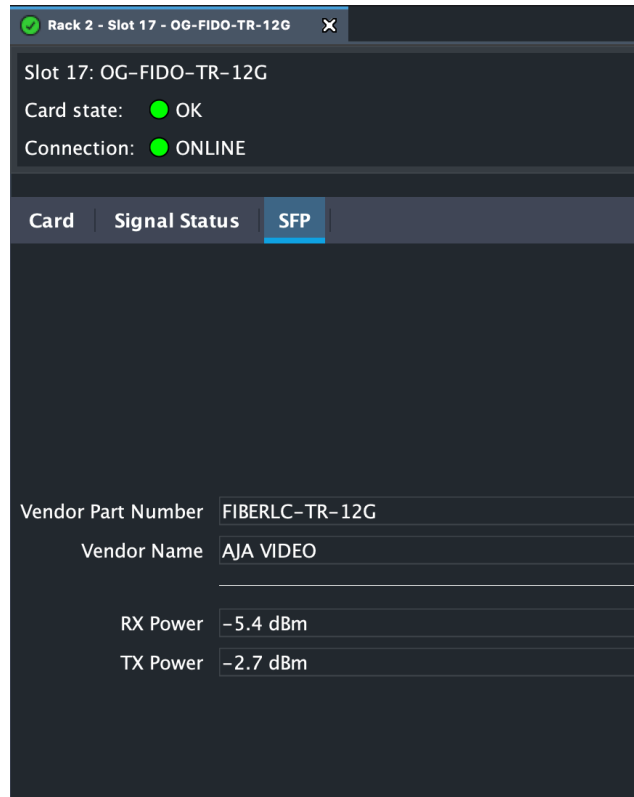 Rack 2 - Slot 17 - OG-FIDO-TR-12G
Slot 17: OG-FIDO-TR-12G
Card state: OK
Connection: ONLINE
Card Signal Status SFP
Vendor Part Number FIBERLC-TR-12G
Vendor Name AJA VIDEO
RX Power -5.4 dBm
TX Power -2.7 dBm